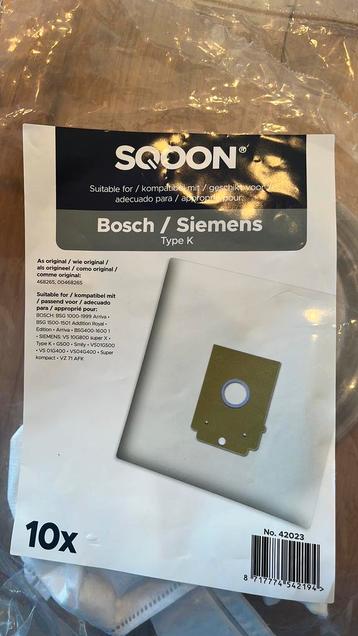 SQOON®
Suitable for / kompatibel mit / geschikt voor /
adecuado para / approprié pour:
Bosch / Siemens
Type K
As original / wie original /
als origineel / como original /
comme original:
468265, 00468265
Suitable for / kompatibel mit
/ passend voor / adecuado
para / approprié pour:
BOSCH: BSG 1000-1999 Arriva •
BSG 1500-1501 Addition Royal •
Edition • Arriva • BSG400-1600 1
• SIEMENS: VS 10G800 super X •
Type K • G500 • Smily • VS01G500
• VS 01G400 • VS04G400 • Super
kompact • VZ 71 AFK
10x
No. 42023
8 717774 542194 >